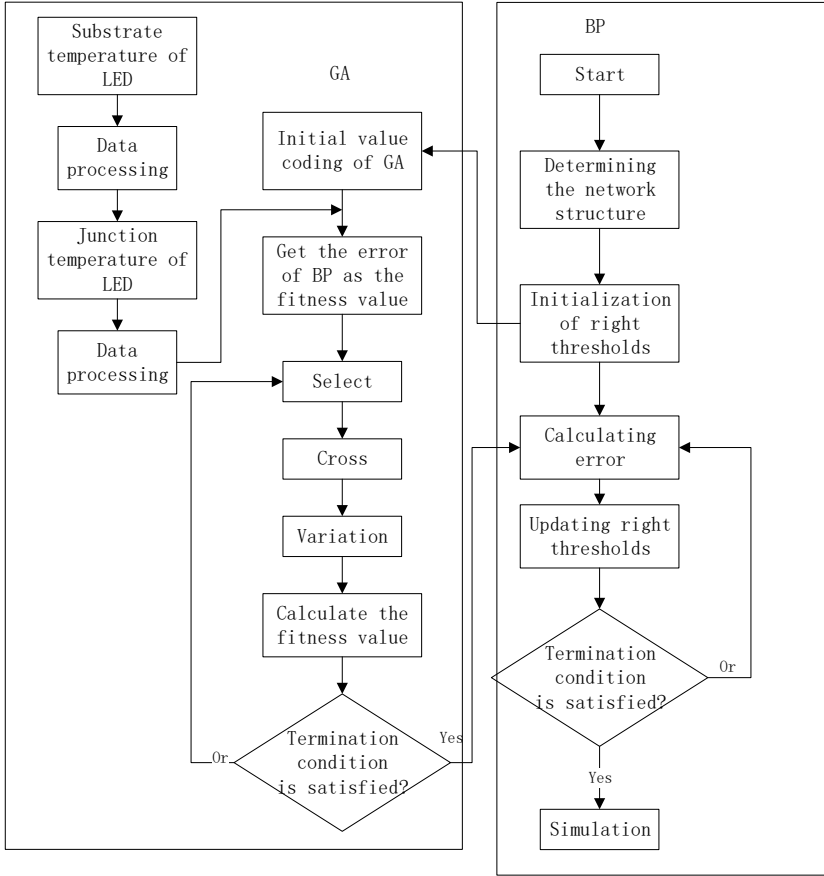 Substrate
temperature of
LED
Data
processing
Junction
temperature of
LED
Data
processing
GA
Initial value
coding of GA
Get the error
of BP as the
fitness value
Select
Cross
Variation
Calculate the
fitness value
Termination
condition
is satisfied?
Or
Yes
BP
Start
Determining
the network
structure
Initialization
of right
thresholds
Calculating
error
Updating right
thresholds
Termination
condition
is satisfied?
Or
Yes
Simulation